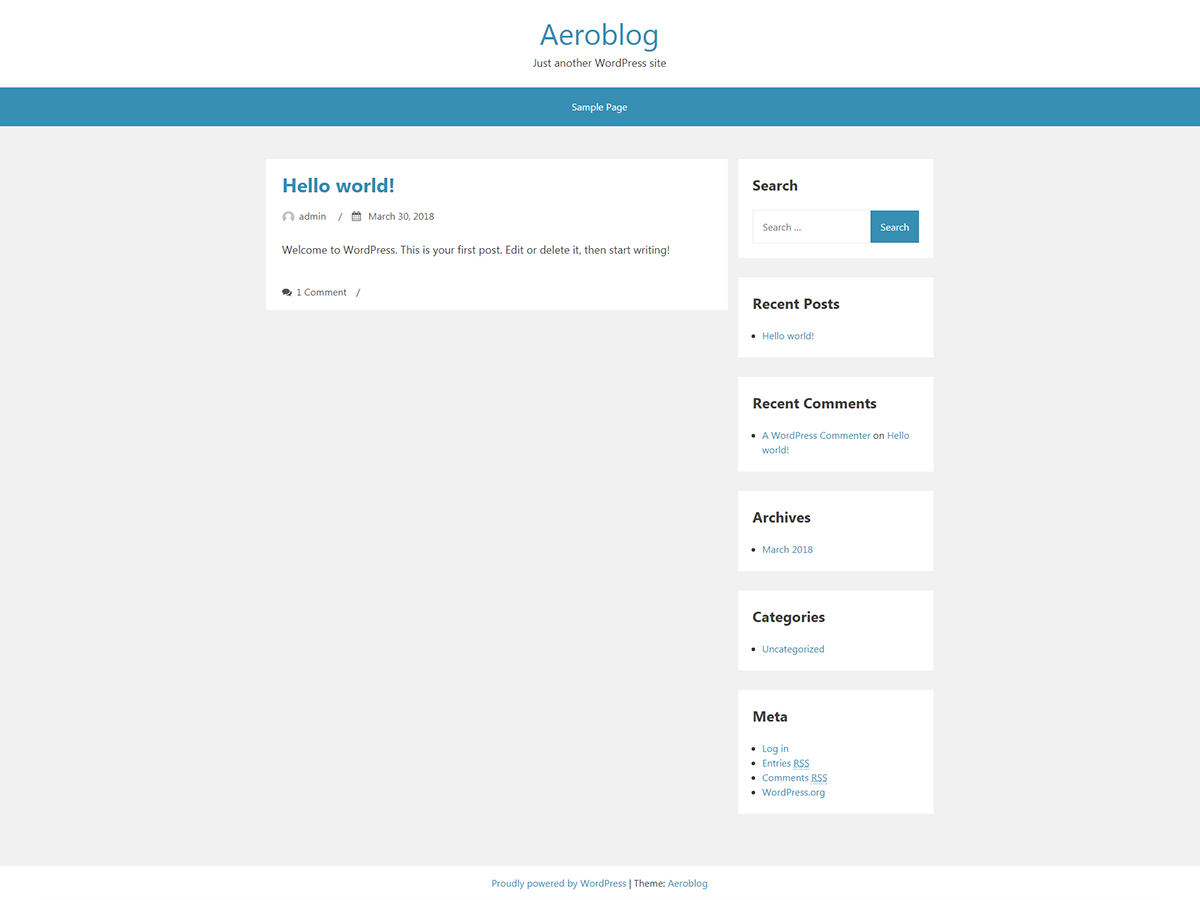 Aeroblog
Just another WordPress site
Sample Page
Hello world!
admin / March 30, 2018
Welcome to WordPress. This is your first post. Edit or delete it, then start writing!
1 Comment /
Search
Search ... Search
Recent Posts
Hello world!
Recent Comments
A WordPress Commenter on Hello
world!
Archives
March 2018
Categories
Uncategorized
Meta
Log in
Entries RSS
Comments RSS
WordPress.org
Proudly powered by WordPress | Theme: Aeroblog